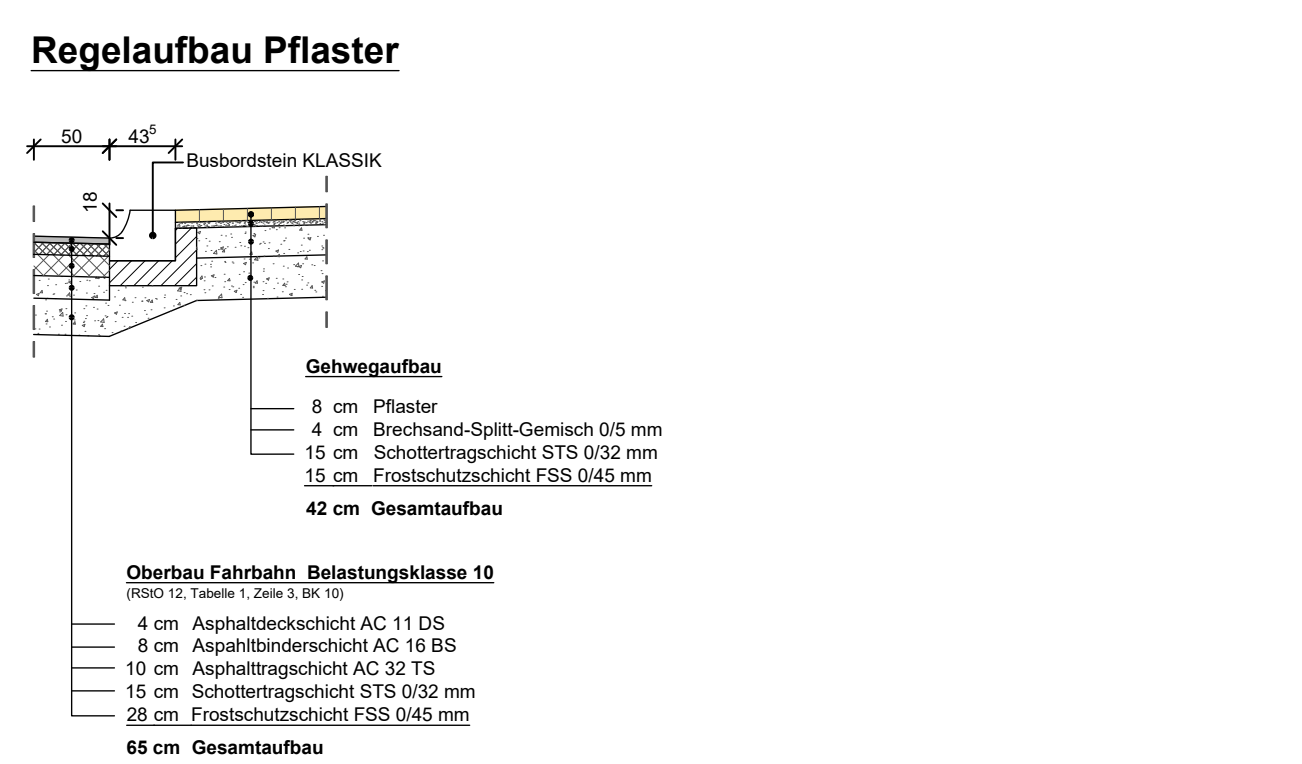 Regelaufbau Pflaster
50 43⁵
Busbordstein KLASSIK
18
Gehwegaufbau
8 cm Pflaster
4 cm Brechsand-Splitt-Gemisch 0/5 mm
15 cm Schottertragschicht STS 0/32 mm
15 cm Frostschutzschicht FSS 0/45 mm
42 cm Gesamtaufbau
Oberbau Fahrbahn Belastungsklasse 10
(RStO 12, Tabelle 1, Zeile 3, BK 10)
4 cm Asphaltdeckschicht AC 11 DS
8 cm Aspahltbinderschicht AC 16 BS
10 cm Asphalttragschicht AC 32 TS
15 cm Schottertragschicht STS 0/32 mm
28 cm Frostschutzschicht FSS 0/45 mm
65 cm Gesamtaufbau